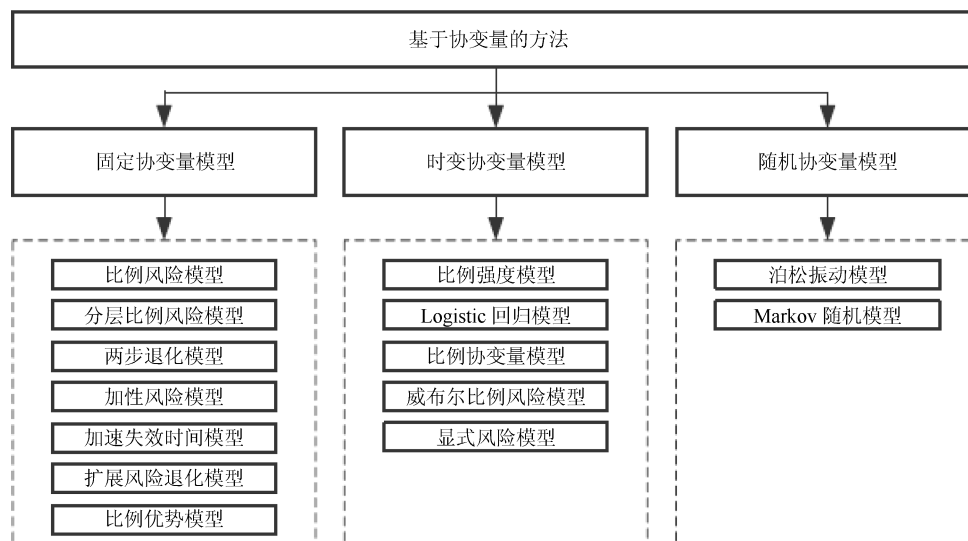 基于协变量的方法
固定协变量模型
时变协变量模型
随机协变量模型
比例风险模型
分层比例风险模型
两步退化模型
加性风险模型
加速失效时间模型
扩展风险退化模型
比例优势模型
比例强度模型
Logistic 回归模型
比例协变量模型
威布尔比例风险模型
显式风险模型
泊松振动模型
Markov 随机模型